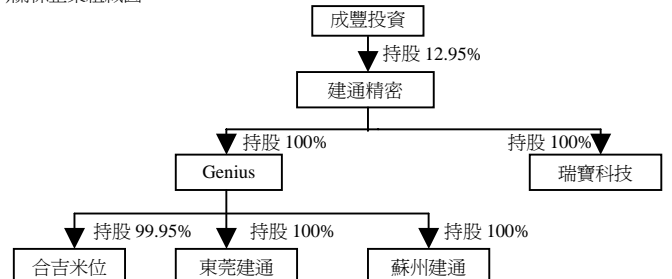 成豐投資
持股 12.95%
建通精密
持股 100%
持股 100%
Genius
瑞寶科技
持股 99.95%
持股 100%
持股 100%
合吉米位
東莞建通
蘇州建通